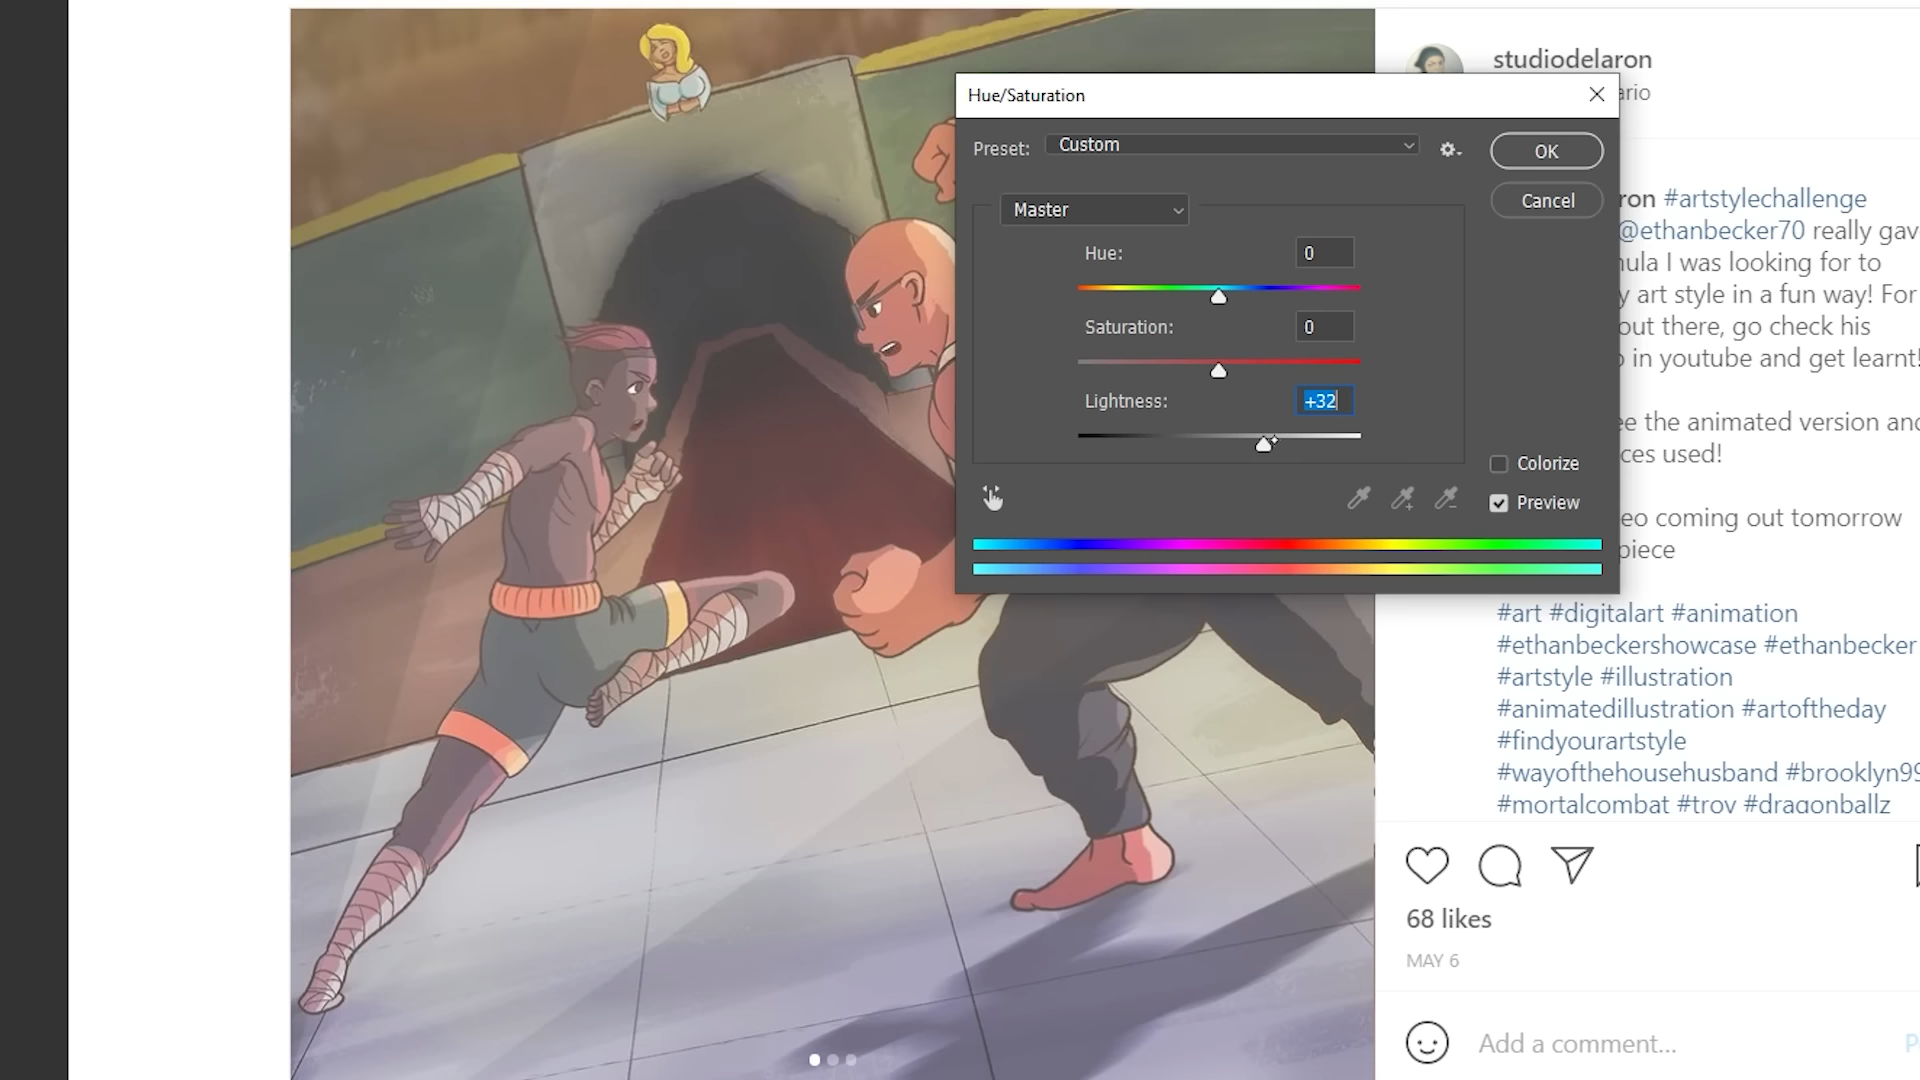 studiodelaron
ario
Hue/Saturation
Preset:
Custom
OK
Cancel
Master
Hue:
0
Saturation:
0
Lightness:
+32
Colorize
Preview
ron #artstylechallenge
@ethanbecker70 really gav
ula I was looking for to
y art style in a fun way! For
out there, go check his
in youtube and get learnt!
ee the animated version and
ces used!
eo coming out tomorrow
piece
#art #digitalart #animation
#ethanbeckershowcase #ethanbecker
#artstyle #illustration
#animatedillustration #artoftheday
#findyourartstyle
#wayofthehousehusband #brooklyn99
#mortalcombat #troy #dragonballz
68 likes
MAY 6
Add a comment...
P